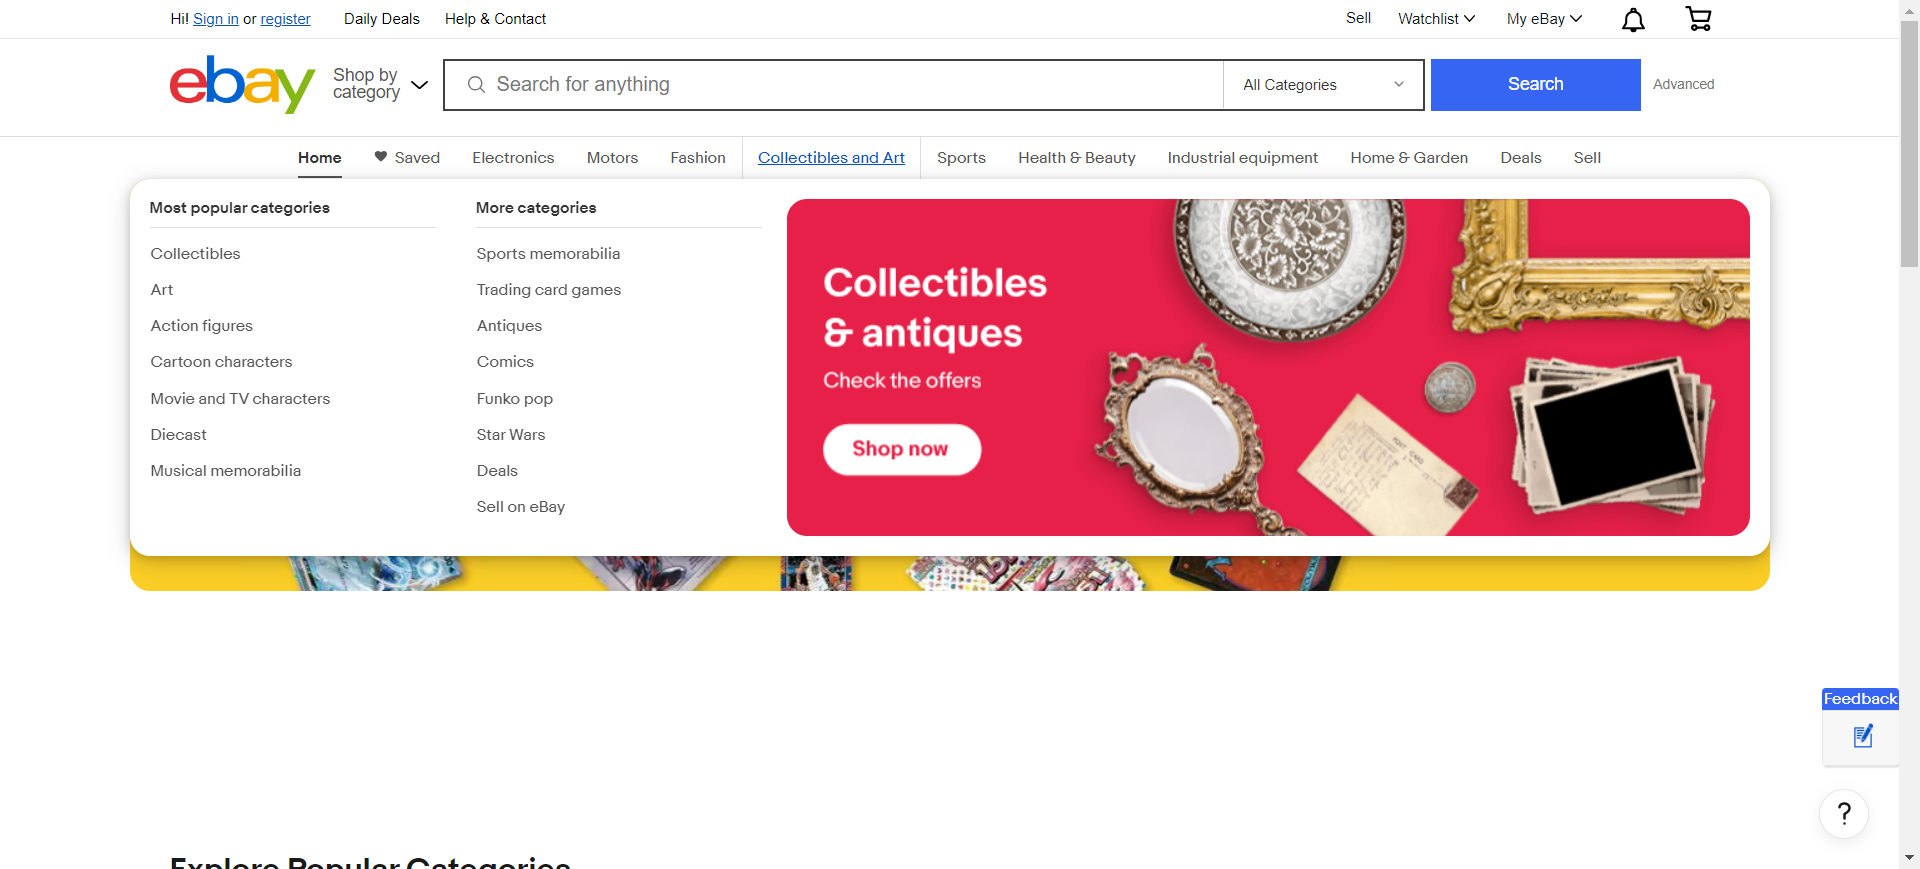 Hi! Sign in or register
Daily Deals
Help & Contact
Sell
Watchlist
My eBay
ebay
Shop by
category
Search for anything
All Categories
Search
Advanced
Home
Saved
Electronics
Motors
Fashion
Collectibles and Art
Sports
Health & Beauty
Industrial equipment
Home & Garden
Deals
Sell
Most popular categories
Collectibles
Art
Action figures
Cartoon characters
Movie and TV characters
Diecast
Musical memorabilia
More categories
Sports memorabilia
Trading card games
Antiques
Comics
Funko pop
Star Wars
Deals
Sell on eBay
Collectibles
& antiques
Check the offers
Shop now
Feedback
?
Explore Popular Categories